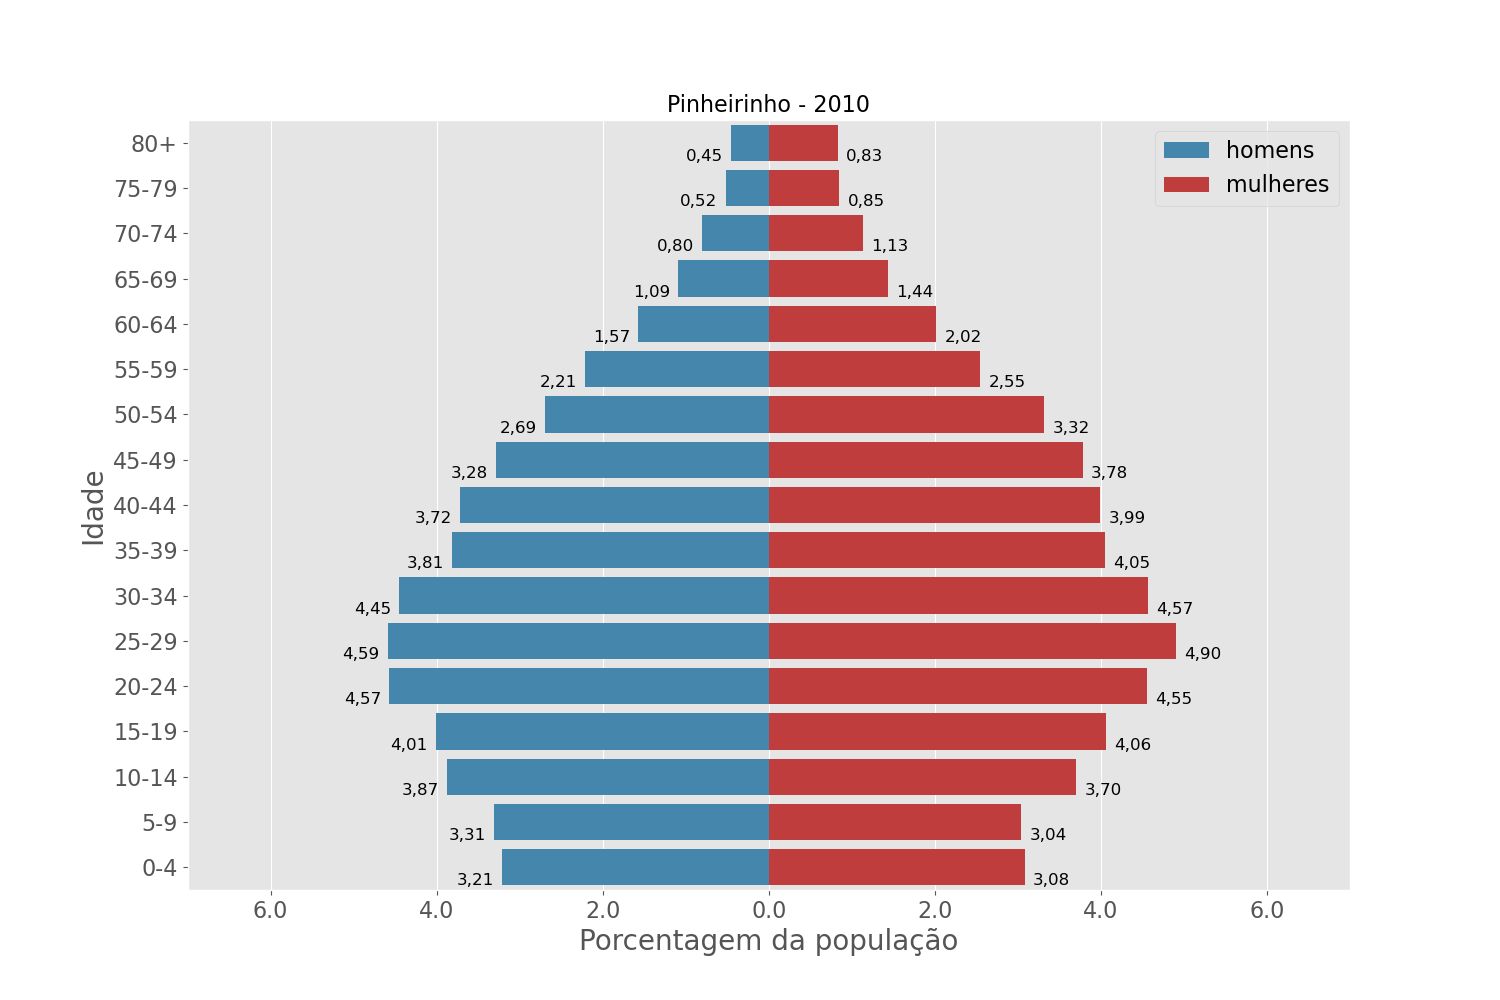 Pinheirinho - 2010
homens
mulheres
80+ 0,45 0,83
75-79 0,52 0,85
70-74 0,80 1,13
65-69 1,09 1,44
60-64 1,57 2,02
55-59 2,21 2,55
50-54 2,69 3,32
45-49 3,28 3,78
40-44 3,72 3,99
35-39 3,81 4,05
30-34 4,45 4,57
25-29 4,59 4,90
20-24 4,57 4,55
15-19 4,01 4,06
10-14 3,87 3,70
5-9 3,31 3,04
0-4 3,21 3,08
Idade
6.0 4.0 2.0 0.0 2.0 4.0 6.0
Porcentagem da população